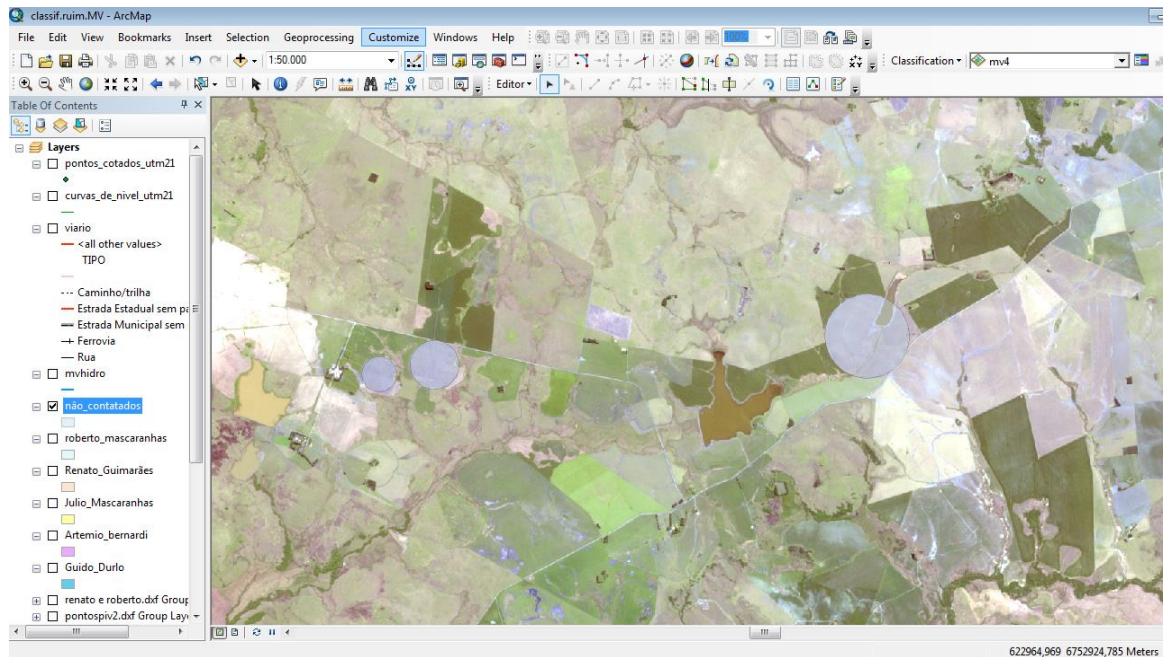 classif.ruim.MV - ArcMap
File Edit View Bookmarks Insert Selection Geoprocessing Customize Windows Help 100%
1:50.000 Classification mv4
Editor
Table Of Contents
Layers
pontos_cotados_utm21
curvas_de_nivel_utm21
viario
<all other values>
TIPO
Caminho/trilha
Estrada Estadual sem pa
Estrada Municipal sem
Ferrovia
Rua
mvhidro
não_contatados
roberto_mascaranhas
Renato_Guimarães
Julio_Mascaranhas
Artemio_bernardi
Guido_Durlo
renato e roberto.dxf Group
pontospiv2.dxf Group Lay
622964,969 6752924,785 Meters